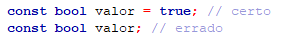 const bool valor = true; // certo
const bool valor; // errado